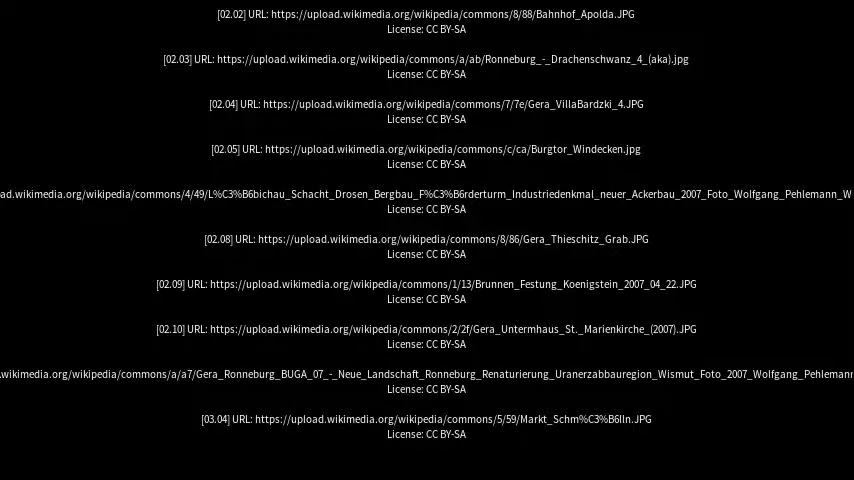 [02.02] URL: https://upload.wikimedia.org/wikipedia/commons/8/88/Bahnhof_Apolda.JPG
License: CC BY-SA
[02.03] URL: https://upload.wikimedia.org/wikipedia/commons/a/ab/Ronneburg_-_Drachenschwanz_4_(aka).jpg
License: CC BY-SA
[02.04] URL: https://upload.wikimedia.org/wikipedia/commons/7/7e/Gera_VillaBardzki_4.JPG
License: CC BY-SA
[02.05] URL: https://upload.wikimedia.org/wikipedia/commons/c/ca/Burgtor_Windecken.jpg
License: CC BY-SA
ad.wikimedia.org/wikipedia/commons/4/49/L%C3%B6bichau_Schacht_Drosen_Bergbau_F%C3%B6rderturm_Industriedenkmal_neuer_Ackerbau_2007_Foto_Wolfgang_Pehlemann_W
License: CC BY-SA
[02.08] URL: https://upload.wikimedia.org/wikipedia/commons/8/86/Gera_Thieschitz_Grab.JPG
License: CC BY-SA
[02.09] URL: https://upload.wikimedia.org/wikipedia/commons/1/13/Brunnen_Festung_Koenigstein_2007_04_22.JPG
License: CC BY-SA
[02.10] URL: https://upload.wikimedia.org/wikipedia/commons/2/2f/Gera_Untermhaus_St._Marienkirche_(2007).JPG
License: CC BY-SA
.wikimedia.org/wikipedia/commons/a/a7/Gera_Ronneburg_BUGA_07_-_Neue_Landschaft_Ronneburg_Renaturierung_Uranerzabbauregion_Wismut_Foto_2007_Wolfgang_Pehlemann
License: CC BY-SA
[03.04] URL: https://upload.wikimedia.org/wikipedia/commons/5/59/Markt_Schm%C3%B6lln.JPG
License: CC BY-SA